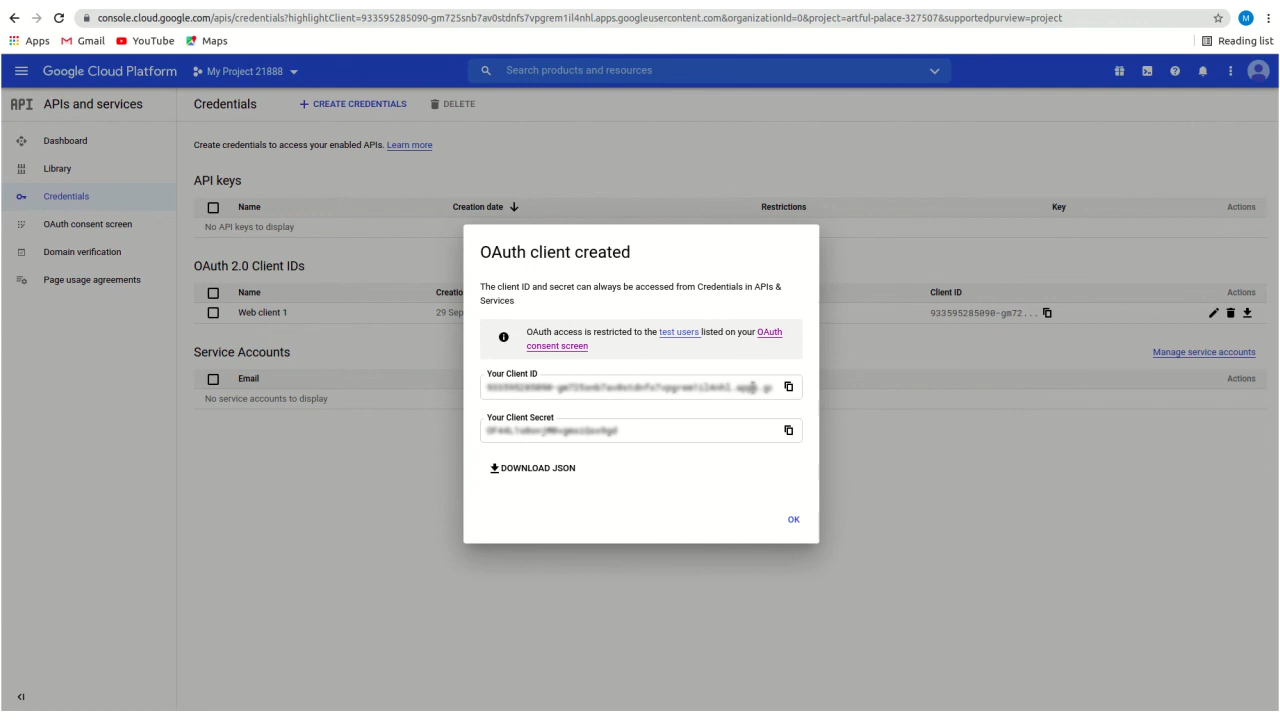 console.cloud.google.com/apis/credentials?highlightClient=933595285090-gm725snb7av0stdnfs7vpgrem1il4nhl.apps.googleusercontent.com&organizationId=0&project=artful-palace-327507&supportedpurview=project
M
Apps Gmail YouTube Maps Reading list
Google Cloud Platform My Project 21888 Search products and resources
API APIs and services Credentials + CREATE CREDENTIALS DELETE
Dashboard
Library
Credentials
OAuth consent screen
Domain verification
Page usage agreements
Create credentials to access your enabled APIs. Learn more
API keys
Name Creation date Restrictions Key Actions
No API keys to display
OAuth 2.0 Client IDs
Name Creatio Client ID Actions
Web client 1 29 Sep 933595285090-gm72...
Service Accounts Manage service accounts
Email Actions
No service accounts to display
OAuth client created
The client ID and secret can always be accessed from Credentials in APIs &
Services
OAuth access is restricted to the test users listed on your OAuth
consent screen
Your Client ID
Your Client Secret
DOWNLOAD JSON
OK